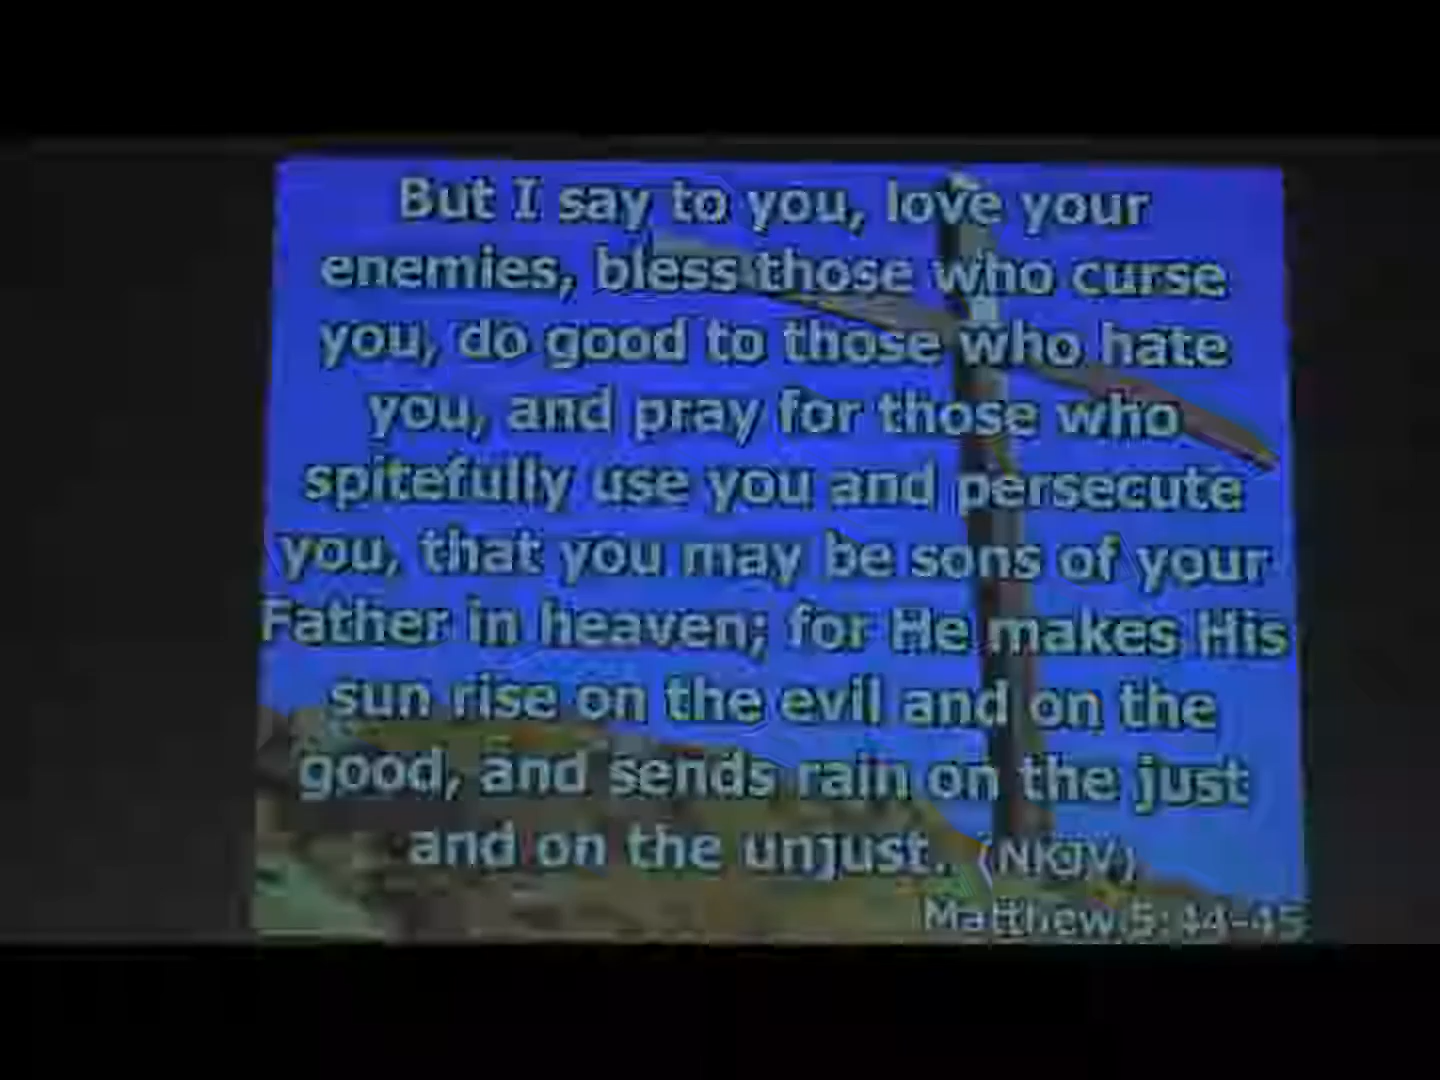 But I say to you, love your
enemies, bless those who curse
you, do good to those who hate
you, and pray for those who
spitefully use you and persecute
you, that you may be sons of your
Father in heaven; for He makes His
sun rise on the evil and on the
good, and sends rain on the just
and on the unjust. (NKJV)
Matthew 5:44-45